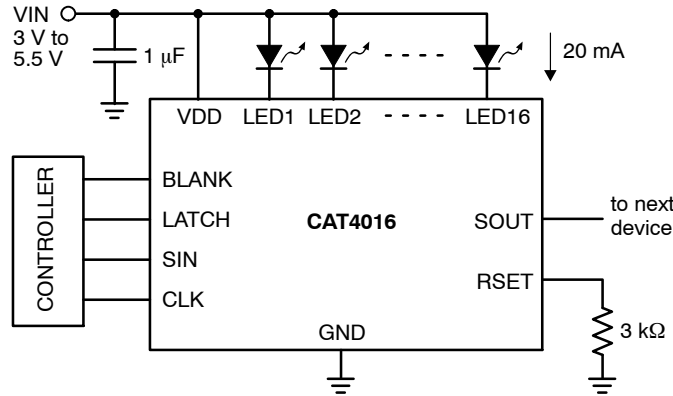 VIN
3 V to
5.5 V
1 μF
20 mA
VDD LED1 LED2 - - - - LED16
CONTROLLER
BLANK
LATCH
SIN
CLK
CAT4016
SOUT
RSET
GND
to next
device
3 kΩ